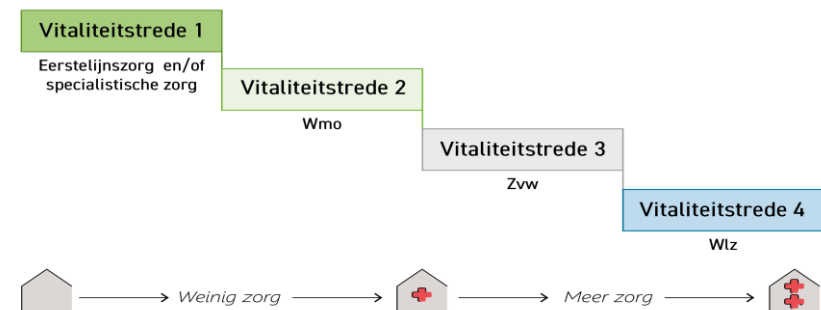 Vitaliteitstrede 1
Eerstelijnszorg en/of
specialistische zorg
Vitaliteitstrede 2
Wmo
Vitaliteitstrede 3
Zvw
Vitaliteitstrede 4
Wlz
Weinig zorg
Meer zorg